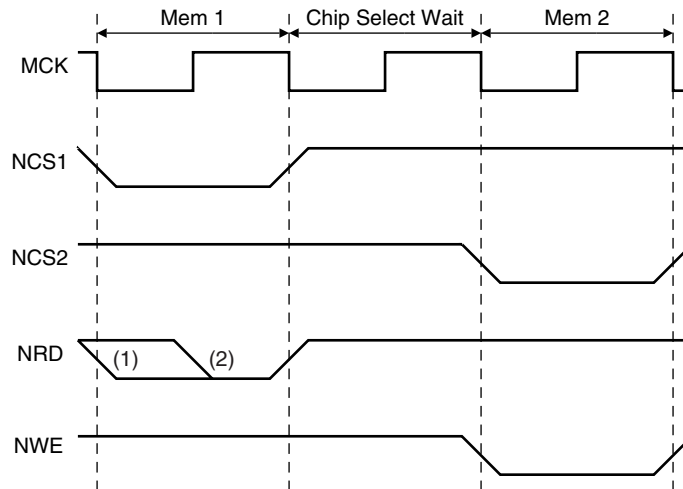 Mem 1 Chip Select Wait Mem 2
MCK
NCS1
NCS2
NRD (1) (2)
NWE